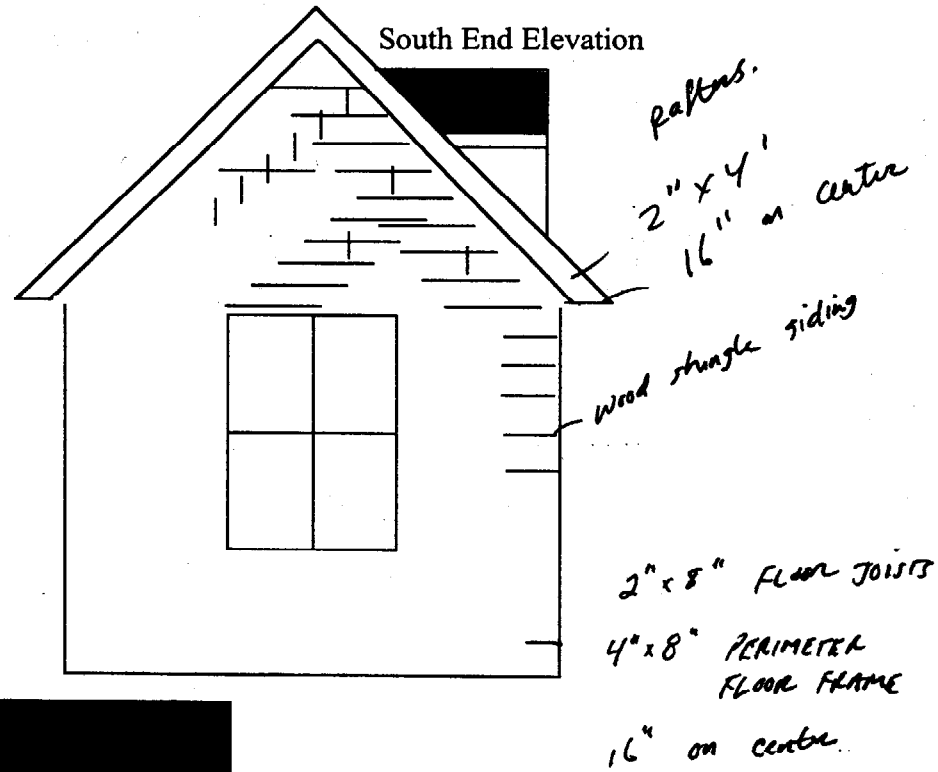 South End Elevation
rafters.
2" x 4'
16" on center
wood shingle siding
2" x 8" FLOOR JOISTS
4" x 8" PERIMETER
FLOOR FRAME
16" on center